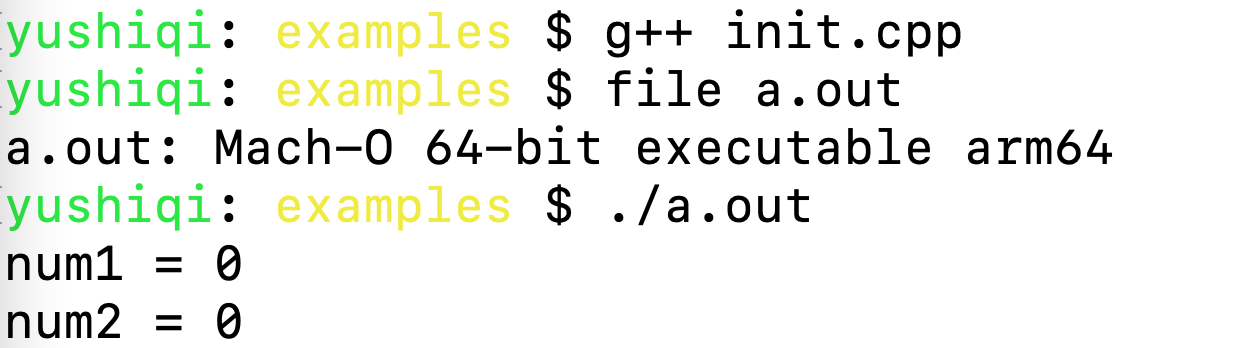 yushiqi: examples $ g++ init.cpp
yushiqi: examples $ file a.out
a.out: Mach-O 64-bit executable arm64
yushiqi: examples $ ./a.out
num1 = 0
num2 = 0